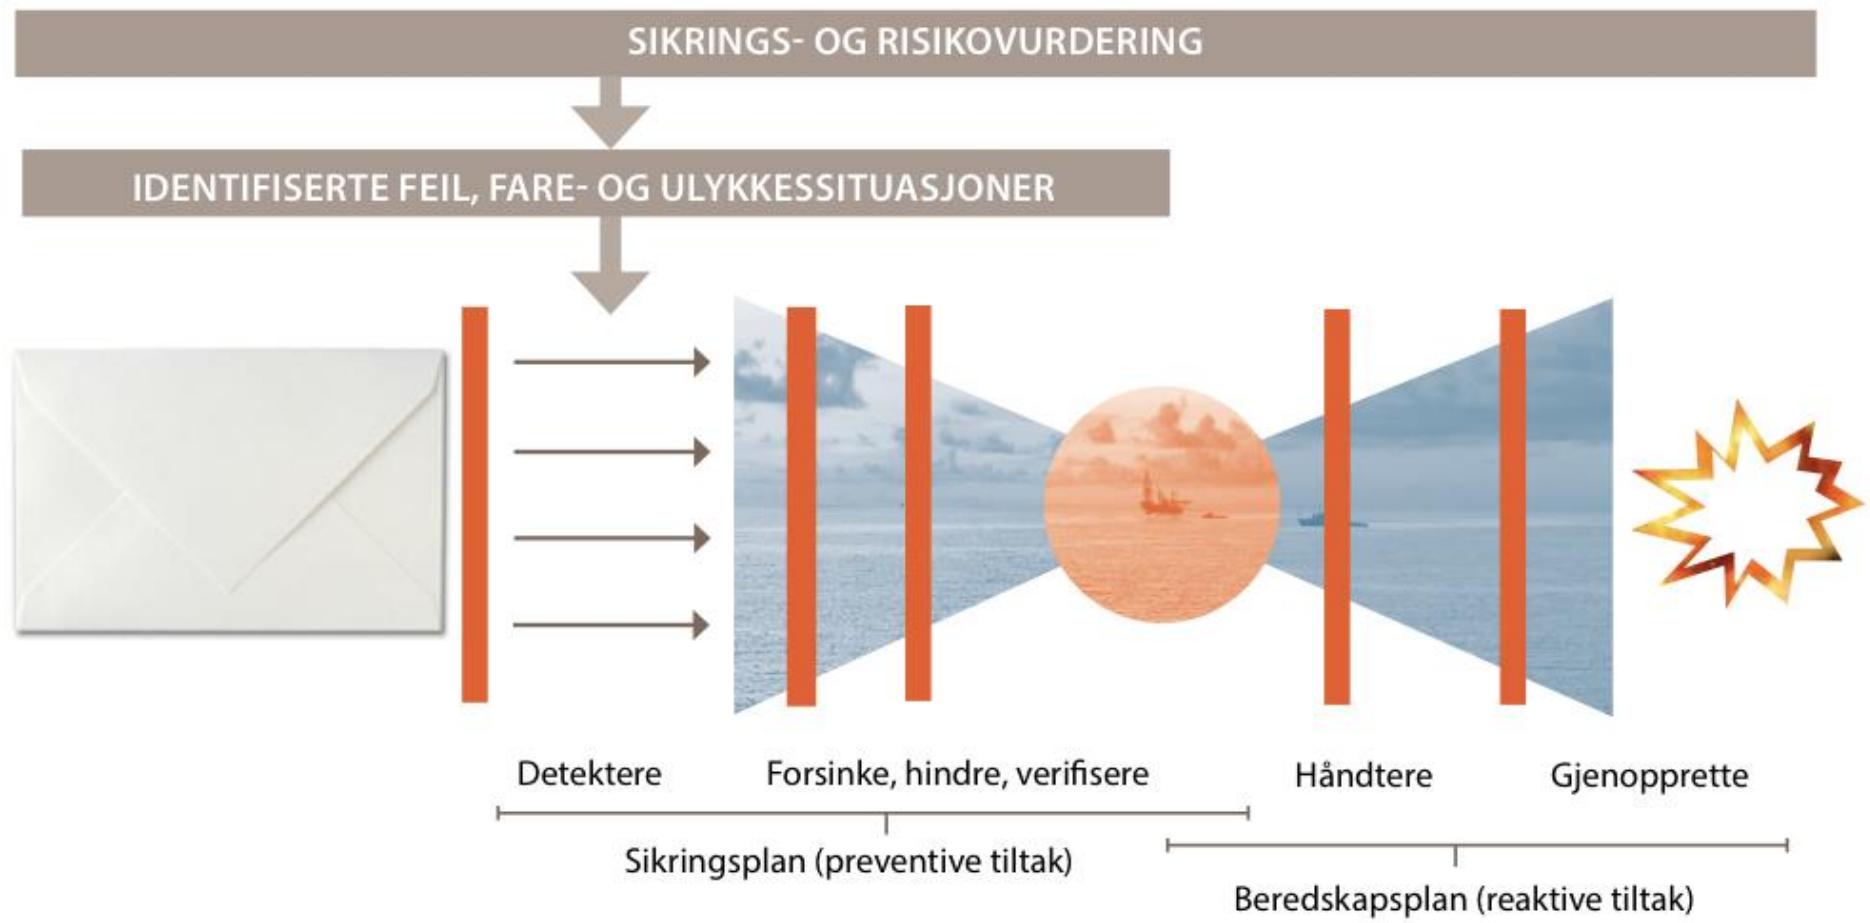 SIKRINGS- OG RISIKOVURDERING
IDENTIFISERTE FEIL, FARE- OG ULYKKESSITUASJONER
Detektere
Forsinke, hindre, verifisere
Håndtere
Gjenopprette
Sikringsplan (preventive tiltak)
Beredskapsplan (reaktive tiltak)